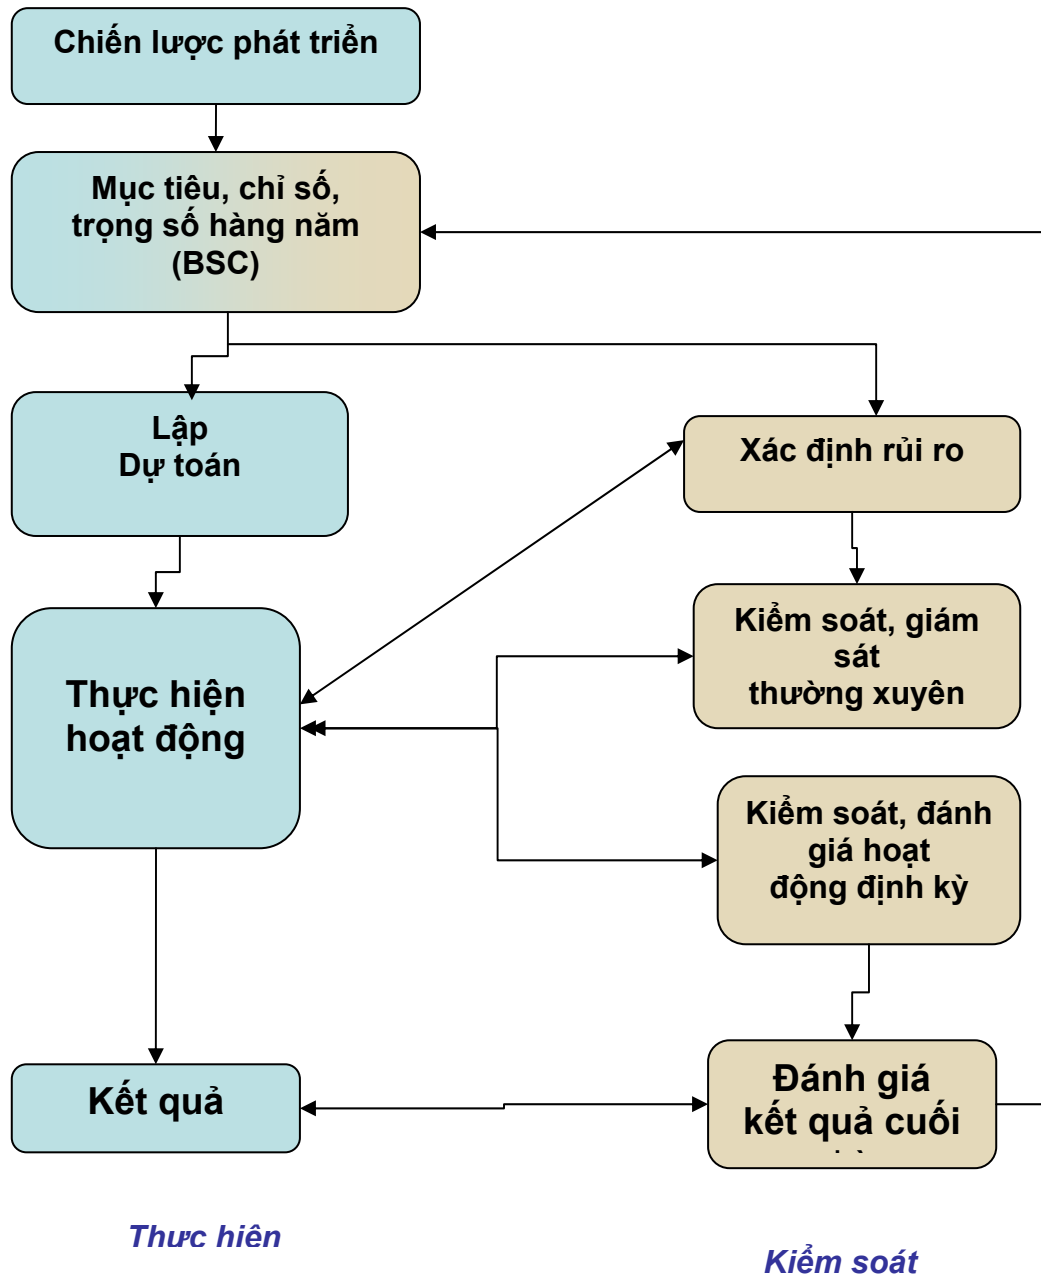 Chiến lược phát triển
Mục tiêu, chỉ số,
trọng số hàng năm
(BSC)
Lập
Dự toán
Xác định rủi ro
Kiểm soát, giám
sát
thường xuyên
Thực hiện
hoạt động
Kiểm soát, đánh
giá hoạt
động định kỳ
Kết quả
Đánh giá
kết quả cuối
Thực hiện
Kiểm soát